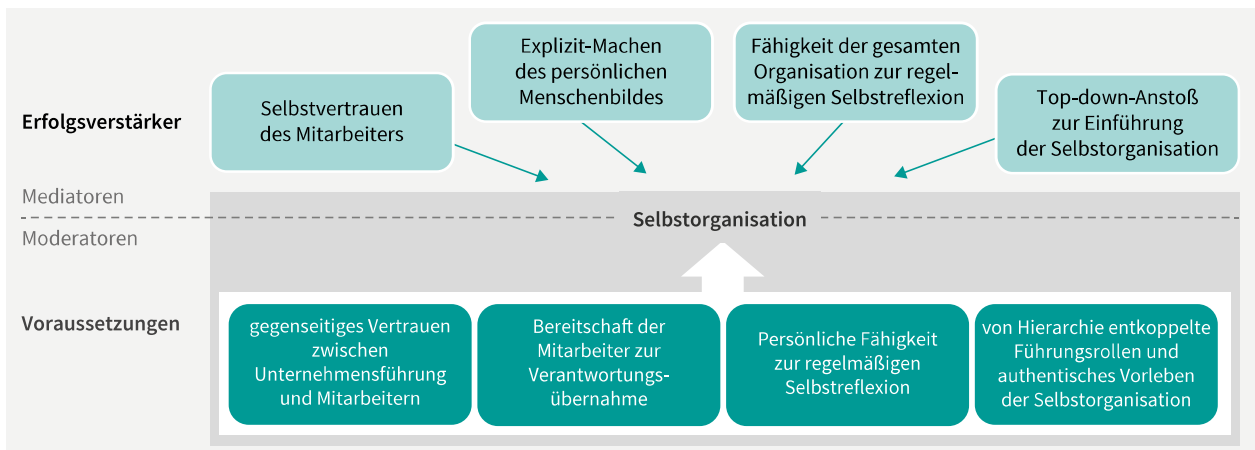 Erfolgsverstärker
Selbstvertrauen
des Mitarbeiters
Explizit-Machen
des persönlichen
Menschenbildes
Fähigkeit der gesamten
Organisation zur regel-
mäßigen Selbstreflexion
Top-down-Anstoß
zur Einführung
der Selbstorganisation
Mediatoren
Selbstorganisation
Moderatoren
Voraussetzungen
gegenseitiges Vertrauen
zwischen
Unternehmensführung
und Mitarbeitern
Bereitschaft der
Mitarbeiter zur
Verantwortungs-
übernahme
Persönliche Fähigkeit
zur regelmäßigen
Selbstreflexion
von Hierarchie entkoppelte
Führungsrollen und
authentisches Vorleben
der Selbstorganisation